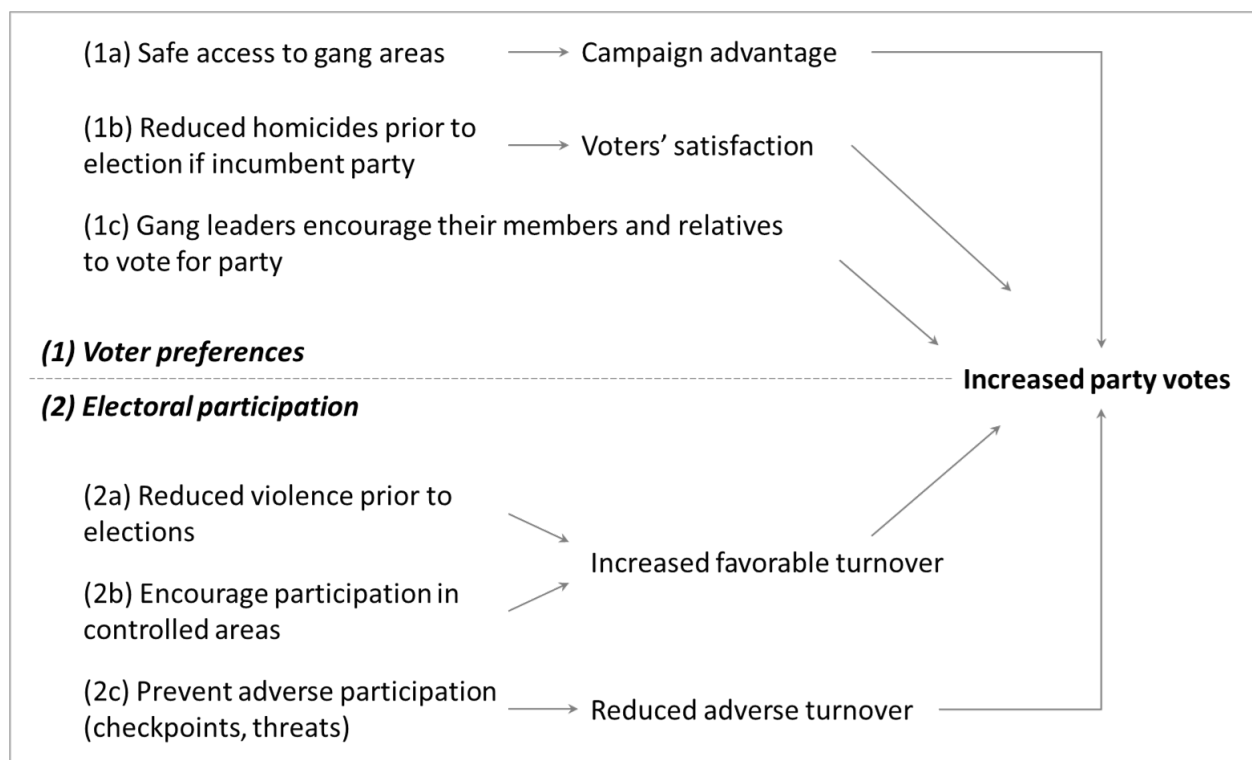 (1a) Safe access to gang areas
Campaign advantage
(1b) Reduced homicides prior to
election if incumbent party
Voters’ satisfaction
(1c) Gang leaders encourage their members and relatives
to vote for party
(1) Voter preferences
Increased party votes
(2) Electoral participation
(2a) Reduced violence prior to
elections
Increased favorable turnover
(2b) Encourage participation in
controlled areas
(2c) Prevent adverse participation
(checkpoints, threats)
Reduced adverse turnover